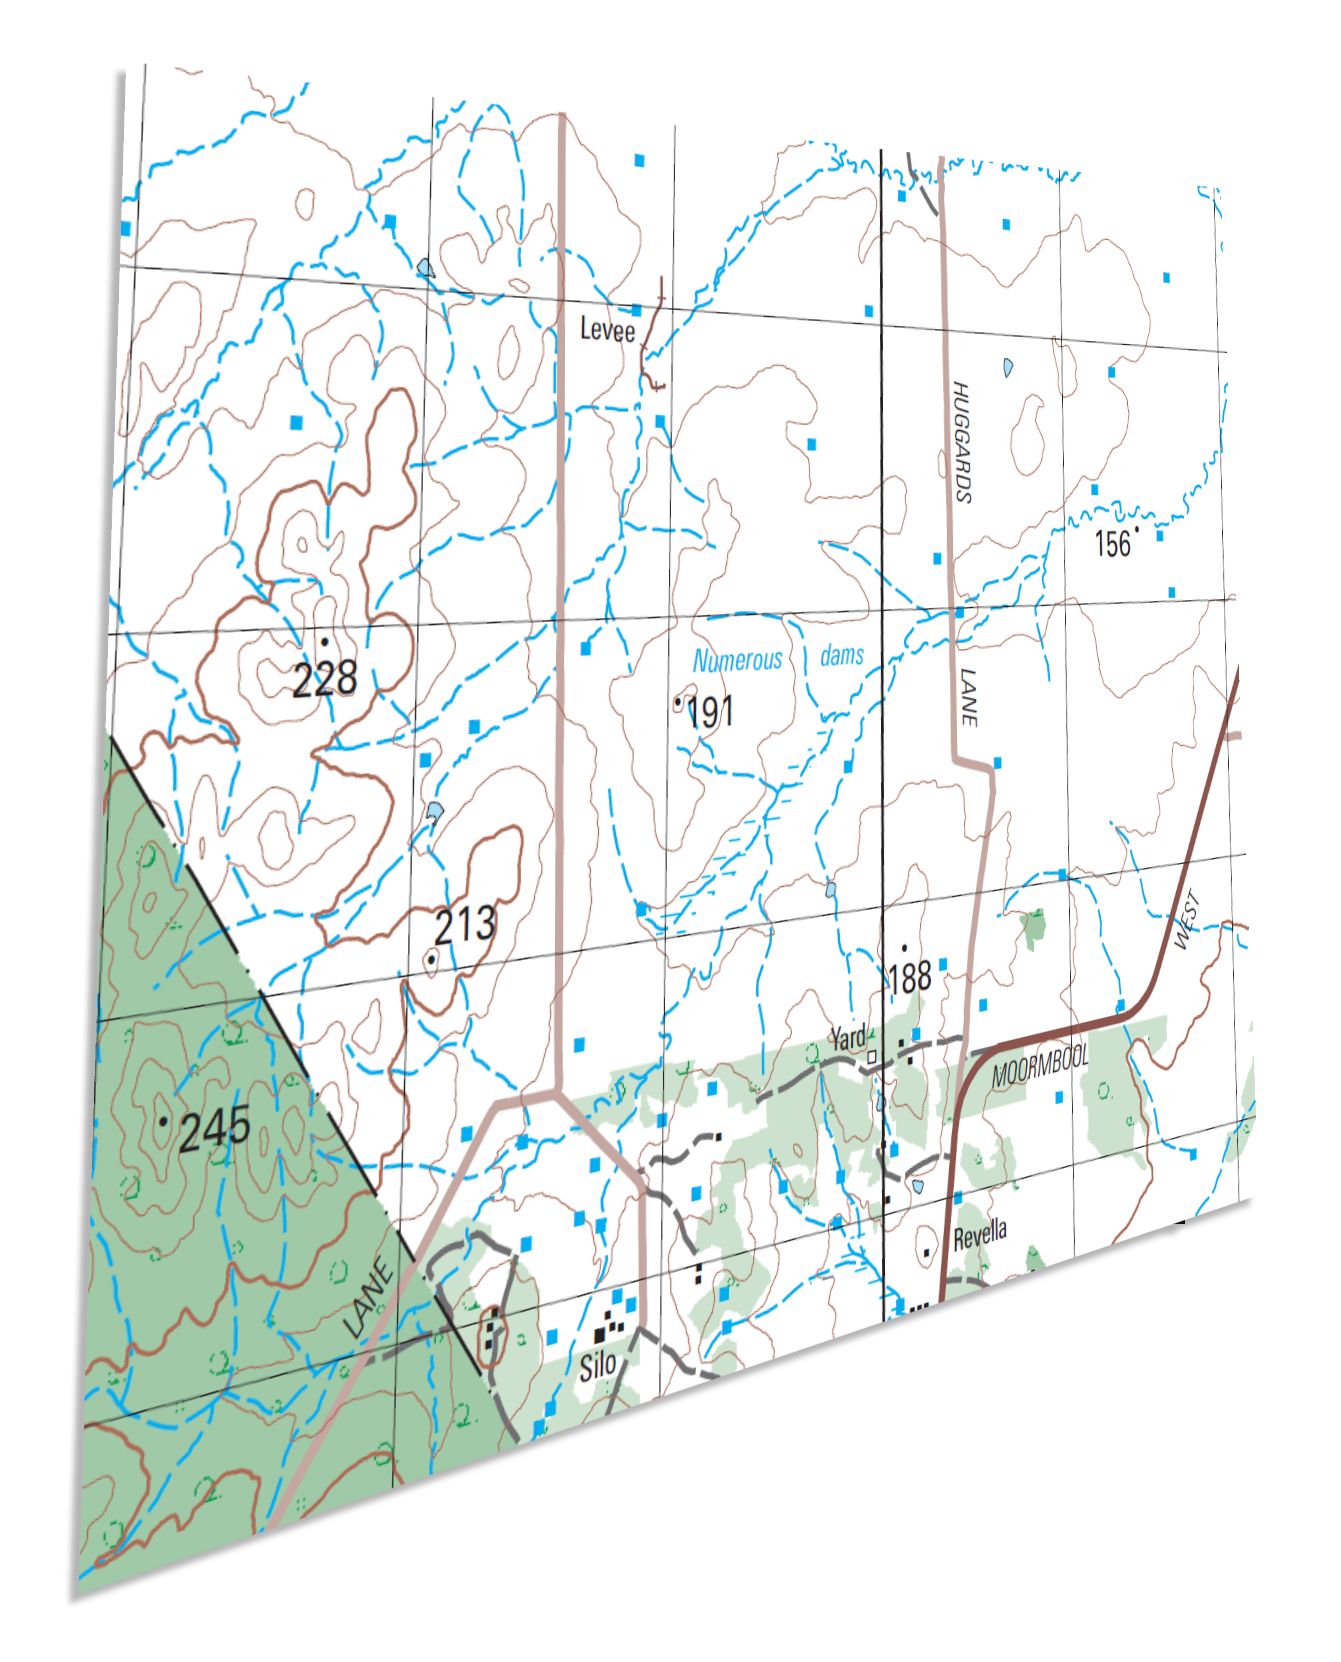 Levee
HUGGARDS
156
Numerous dams
228
191
LANE
213
WEST
188
Yard
MOORMBOOL
245
Revella
LANE
Silo